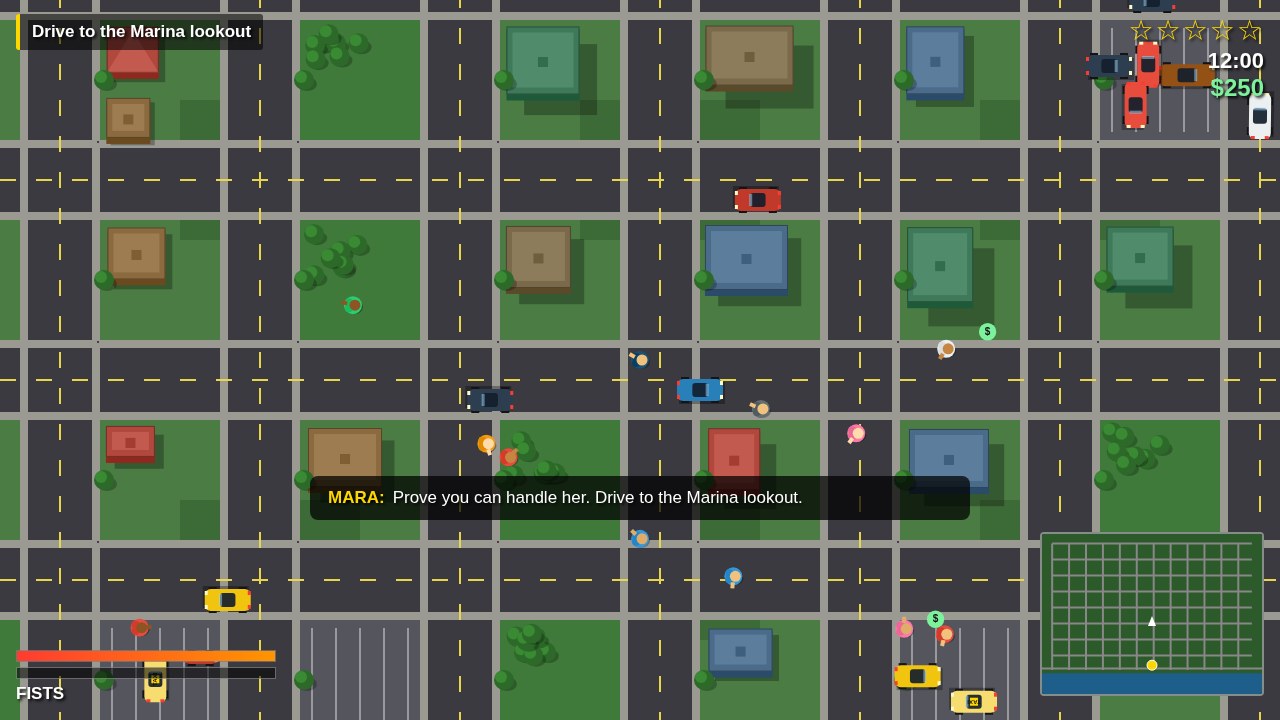 Drive to the Marina lookout
12:00
$250
$
MARA: Prove you can handle her. Drive to the Marina lookout.
$
FISTS